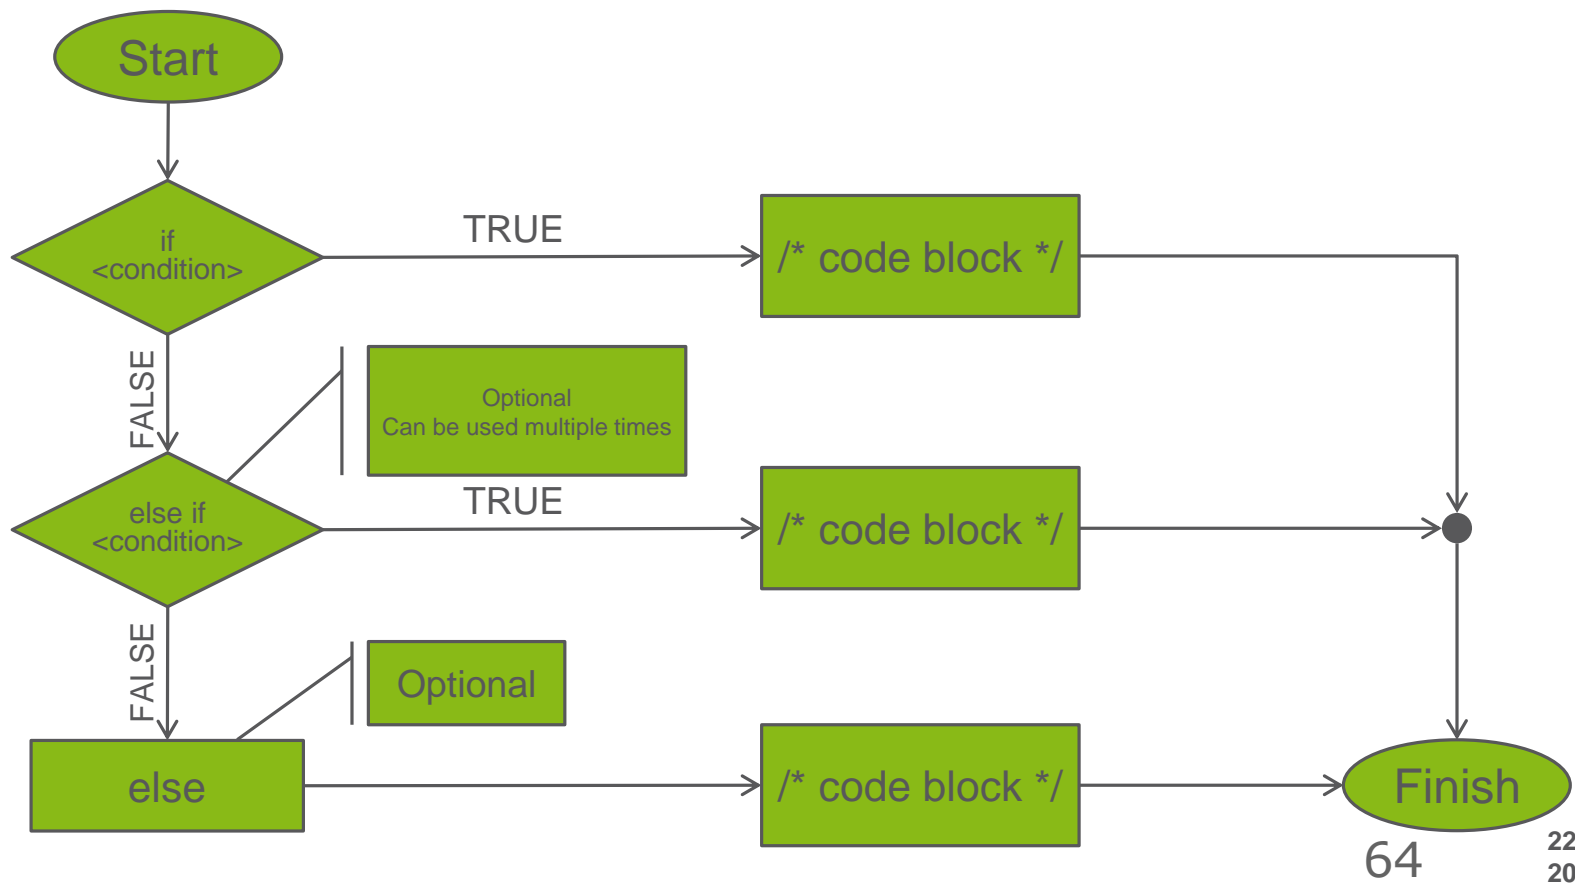 Start
if
<condition>
TRUE
/* code block */
FALSE
Optional
Can be used multiple times
else if
<condition>
TRUE
/* code block */
FALSE
Optional
else
/* code block */
Finish
64
22
20